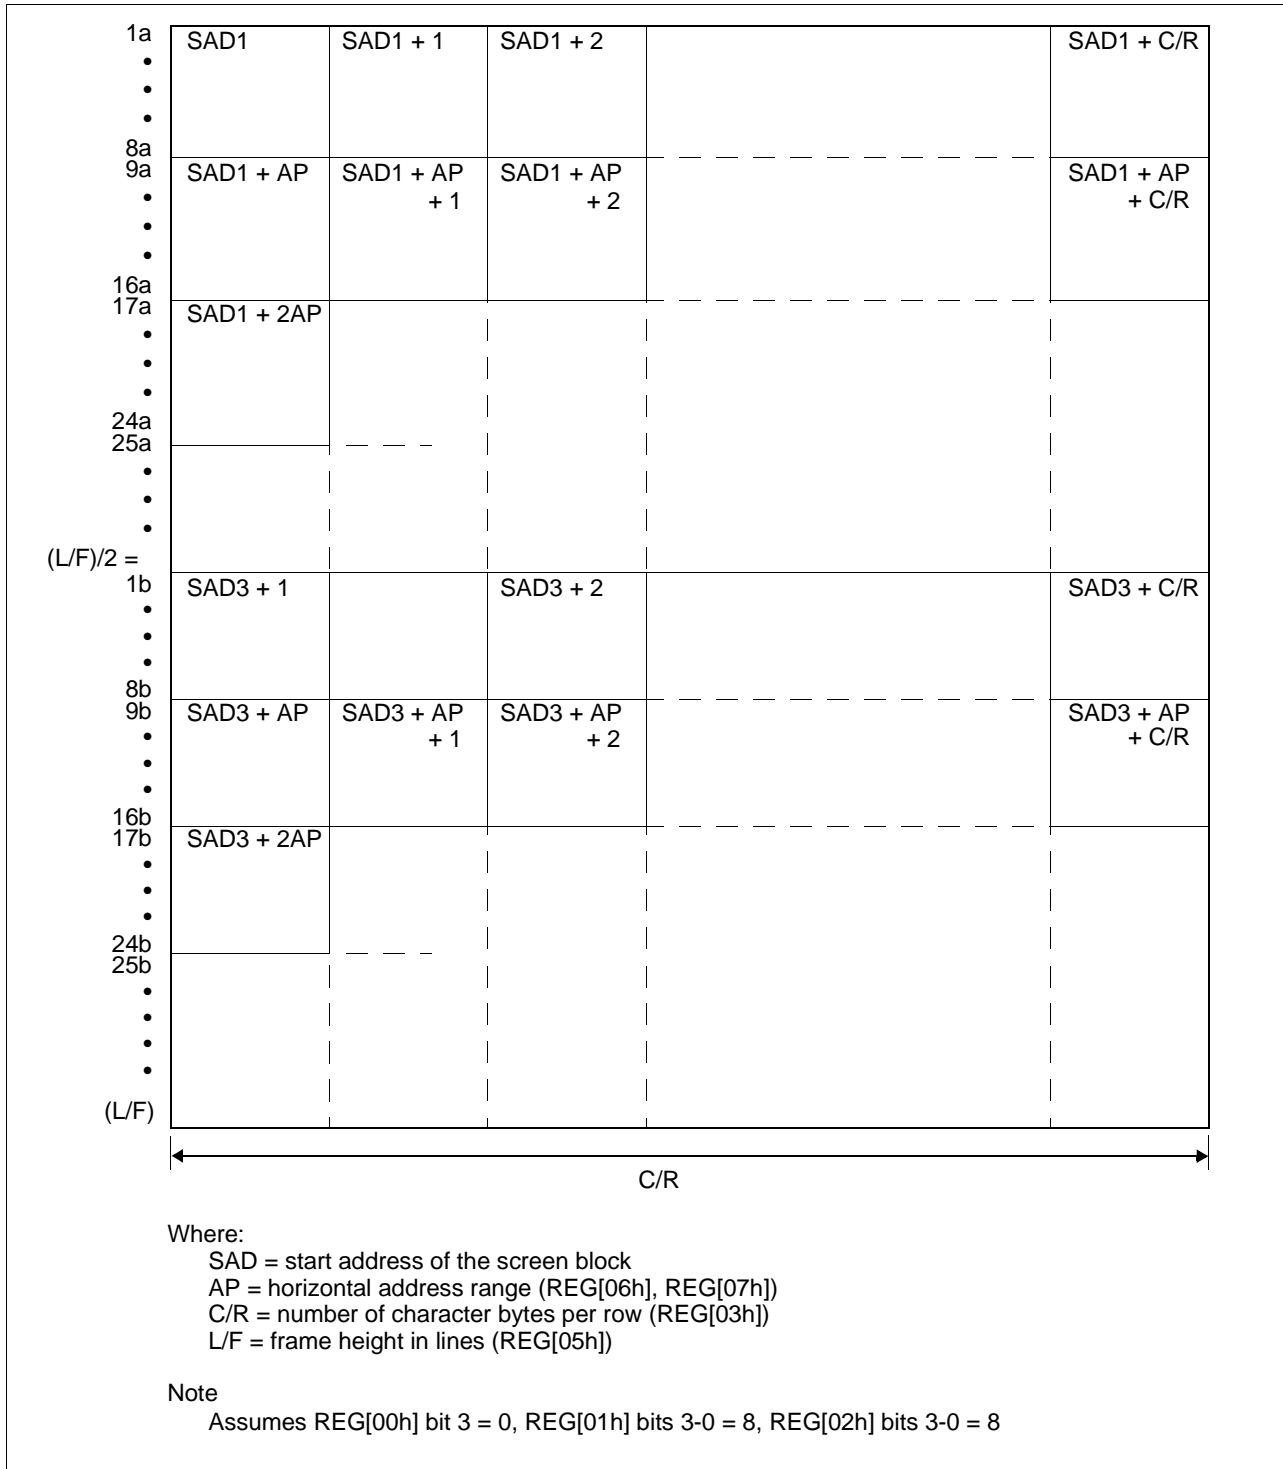 1a SAD1 SAD1 + 1 SAD1 + 2 SAD1 + C/R
•
•
•
8a
9a SAD1 + AP SAD1 + AP SAD1 + AP SAD1 + AP
• + 1 + 2 + C/R
•
•
16a
17a SAD1 + 2AP
•
•
•
24a
25a
•
•
•
(L/F)/2 =
1b SAD3 + 1 SAD3 + 2 SAD3 + C/R
•
•
•
8b
9b SAD3 + AP SAD3 + AP SAD3 + AP SAD3 + AP
• + 1 + 2 + C/R
•
•
16b
17b SAD3 + 2AP
•
•
•
24b
25b
•
•
•
•
(L/F)
C/R
Where:
SAD = start address of the screen block
AP = horizontal address range (REG[06h], REG[07h])
C/R = number of character bytes per row (REG[03h])
L/F = frame height in lines (REG[05h])
Note
Assumes REG[00h] bit 3 = 0, REG[01h] bits 3-0 = 8, REG[02h] bits 3-0 = 8